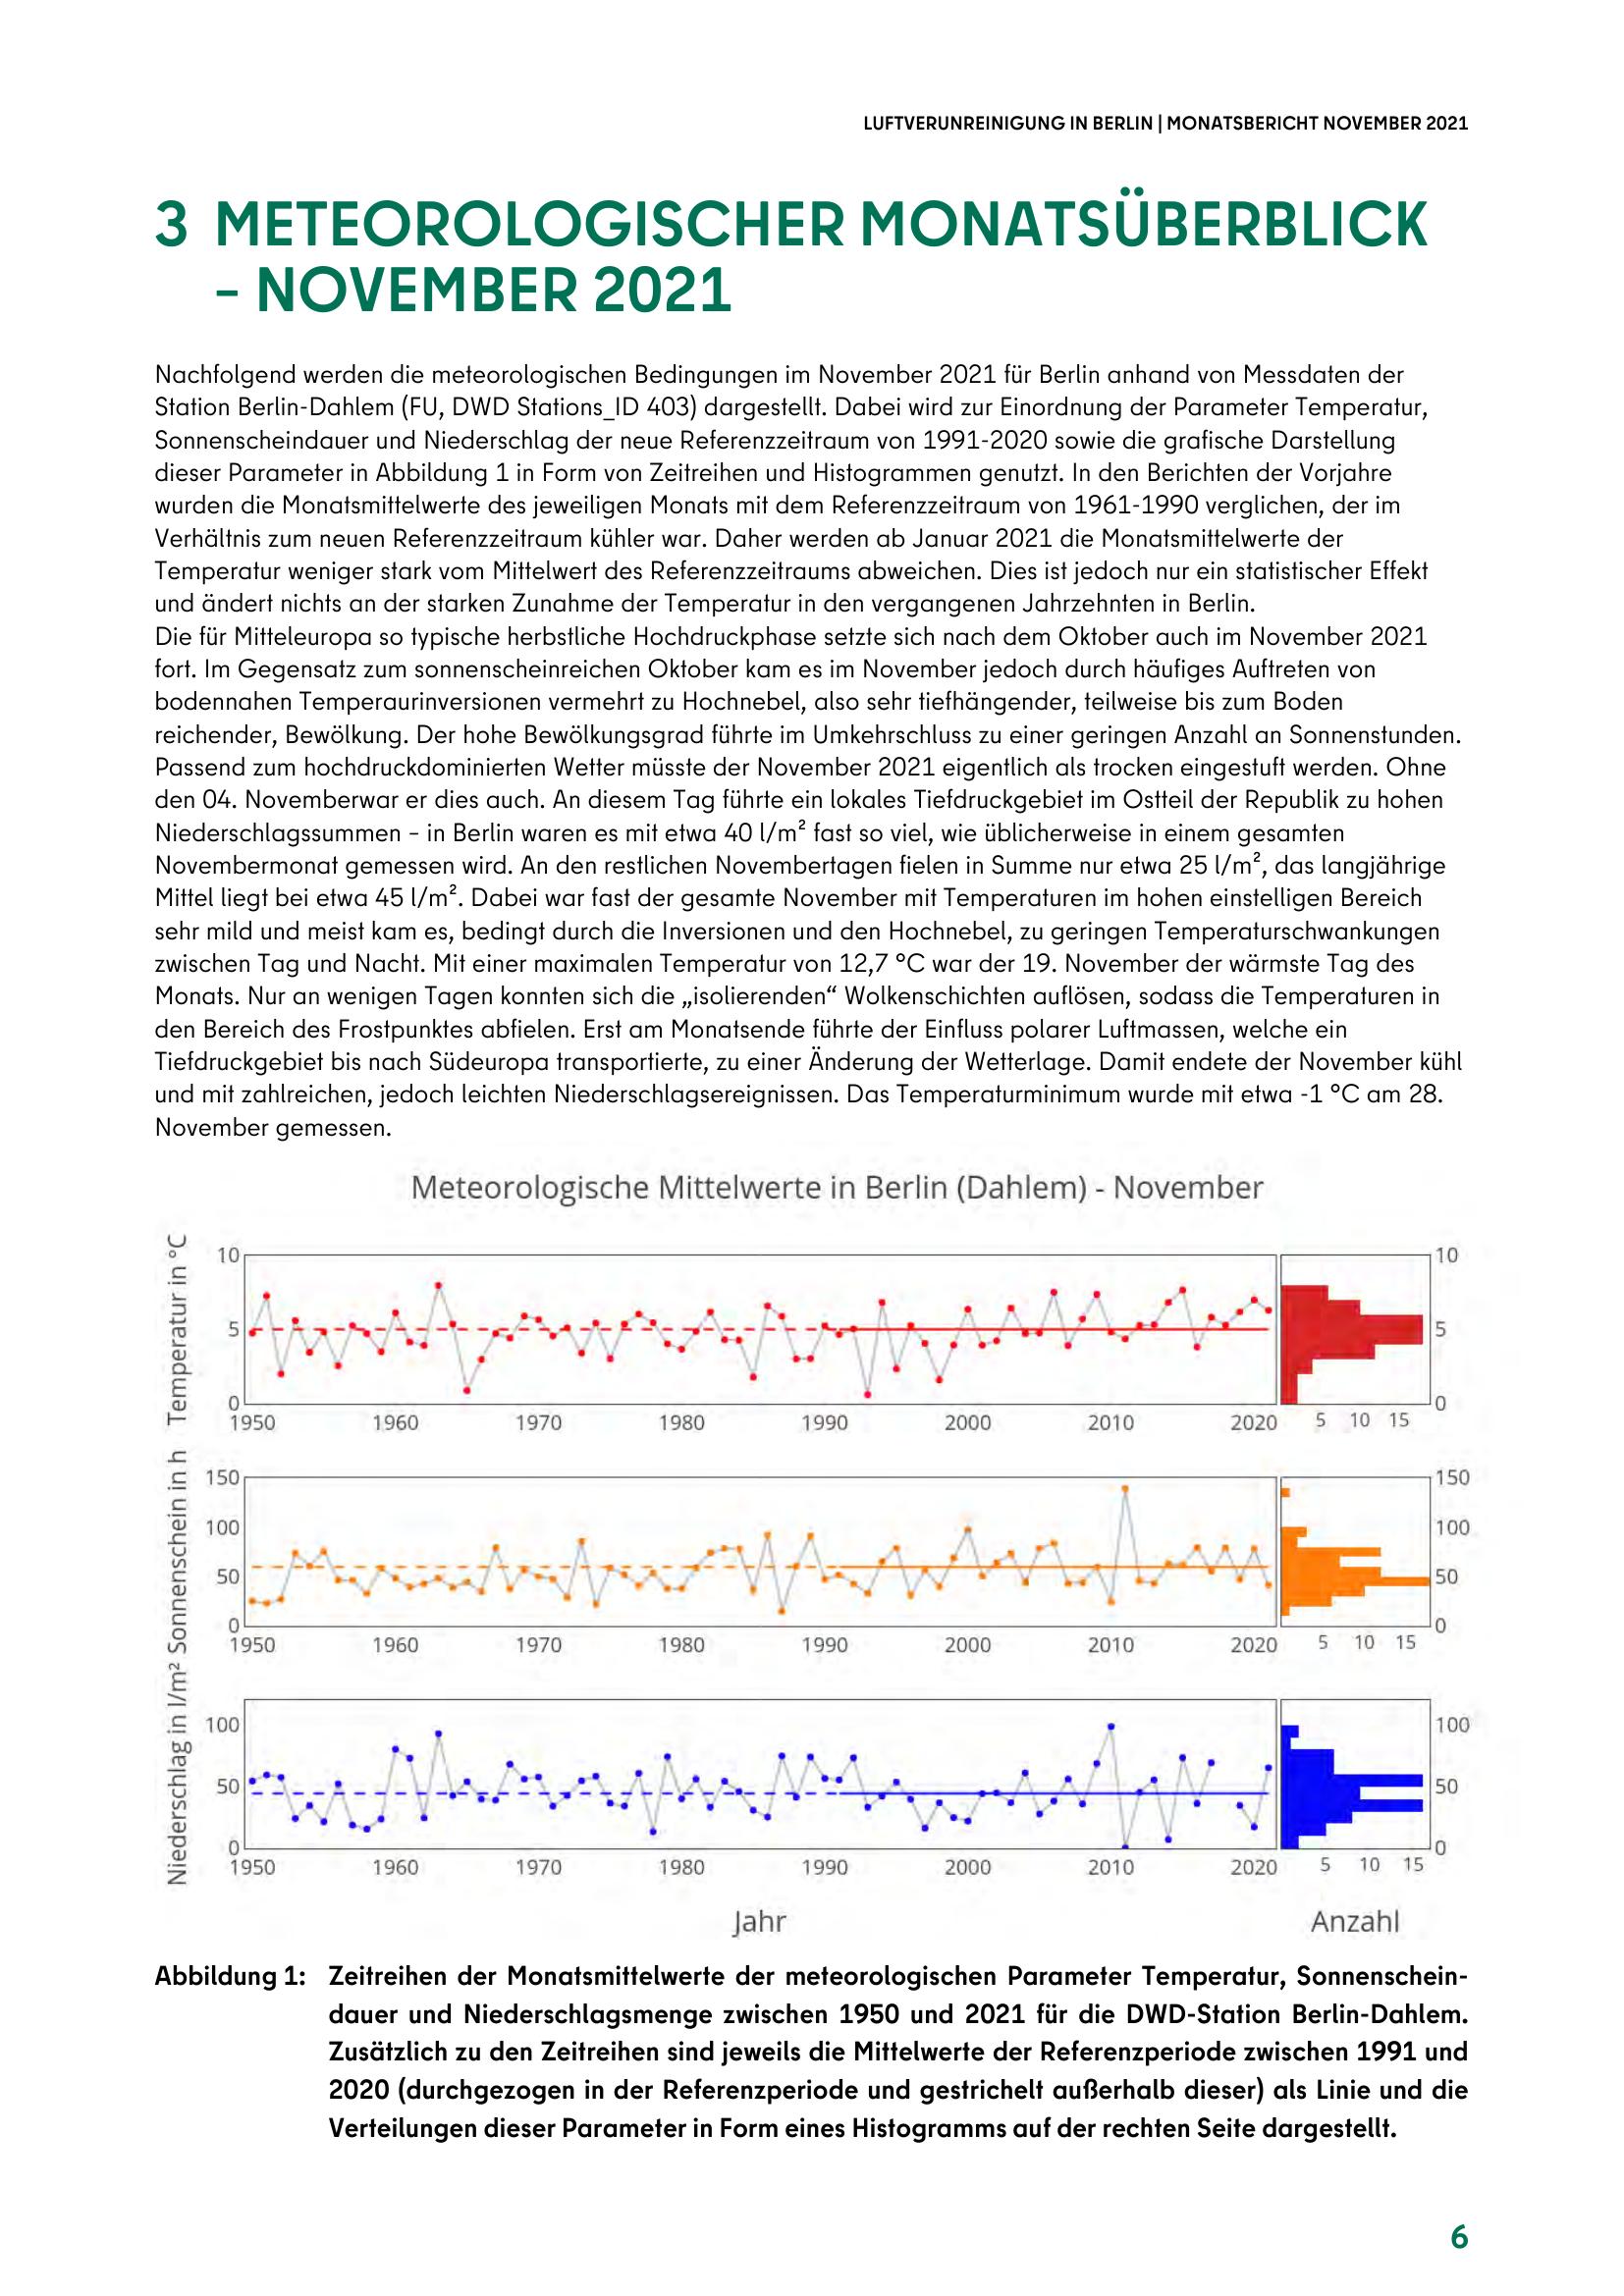 LUFTVERUNREINIGUNG IN BERLIN | MONATSBERICHT NOVEMBER 2021
3 METEOROLOGISCHER MONATSÜBERBLICK
– NOVEMBER 2021
Nachfolgend werden die meteorologischen Bedingungen im November 2021 für Berlin anhand von Messdaten der
Station Berlin-Dahlem (FU, DWD Stations_ID 403) dargestellt. Dabei wird zur Einordnung der Parameter Temperatur,
Sonnenscheindauer und Niederschlag der neue Referenzzeitraum von 1991-2020 sowie die grafische Darstellung
dieser Parameter in Abbildung 1 in Form von Zeitreihen und Histogrammen genutzt. In den Berichten der Vorjahre
wurden die Monatsmittelwerte des jeweiligen Monats mit dem Referenzzeitraum von 1961-1990 verglichen, der im
Verhältnis zum neuen Referenzzeitraum kühler war. Daher werden ab Januar 2021 die Monatsmittelwerte der
Temperatur weniger stark vom Mittelwert des Referenzzeitraums abweichen. Dies ist jedoch nur ein statistischer Effekt
und ändert nichts an der starken Zunahme der Temperatur in den vergangenen Jahrzehnten in Berlin.
Die für Mitteleuropa so typische herbstliche Hochdruckphase setzte sich nach dem Oktober auch im November 2021
fort. Im Gegensatz zum sonnenscheinreichen Oktober kam es im November jedoch durch häufiges Auftreten von
bodennahen Temperaurinversionen vermehrt zu Hochnebel, also sehr tiefhängender, teilweise bis zum Boden
reichender, Bewölkung. Der hohe Bewölkungsgrad führte im Umkehrschluss zu einer geringen Anzahl an Sonnenstunden.
Passend zum hochdruckdominierten Wetter müsste der November 2021 eigentlich als trocken eingestuft werden. Ohne
den 04. Novemberwar er dies auch. An diesem Tag führte ein lokales Tiefdruckgebiet im Ostteil der Republik zu hohen
Niederschlagssummen – in Berlin waren es mit etwa 40 l/m² fast so viel, wie üblicherweise in einem gesamten
Novembermonat gemessen wird. An den restlichen Novembertagen fielen in Summe nur etwa 25 l/m², das langjährige
Mittel liegt bei etwa 45 l/m². Dabei war fast der gesamte November mit Temperaturen im hohen einstelligen Bereich
sehr mild und meist kam es, bedingt durch die Inversionen und den Hochnebel, zu geringen Temperaturschwankungen
zwischen Tag und Nacht. Mit einer maximalen Temperatur von 12,7 °C war der 19. November der wärmste Tag des
Monats. Nur an wenigen Tagen konnten sich die „isolierenden“ Wolkenschichten auflösen, sodass die Temperaturen in
den Bereich des Frostpunktes abfielen. Erst am Monatsende führte der Einfluss polarer Luftmassen, welche ein
Tiefdruckgebiet bis nach Südeuropa transportierte, zu einer Änderung der Wetterlage. Damit endete der November kühl
und mit zahlreichen, jedoch leichten Niederschlagsereignissen. Das Temperaturminimum wurde mit etwa -1 °C am 28.
November gemessen.
Meteorologische Mittelwerte in Berlin (Dahlem) - November
Temperatur in °C
10
5
0
1950 1960 1970 1980 1990 2000 2010 2020
10
5
0
5 10 15
Sonnenschein in h
150
100
50
0
1950 1960 1970 1980 1990 2000 2010 2020
150
100
50
0
5 10 15
Niederschlag in l/m²
100
50
0
1950 1960 1970 1980 1990 2000 2010 2020
100
50
0
5 10 15
Jahr
Anzahl
Abbildung 1: Zeitreihen der Monatsmittelwerte der meteorologischen Parameter Temperatur, Sonnenschein-
dauer und Niederschlagsmenge zwischen 1950 und 2021 für die DWD-Station Berlin-Dahlem.
Zusätzlich zu den Zeitreihen sind jeweils die Mittelwerte der Referenzperiode zwischen 1991 und
2020 (durchgezogen in der Referenzperiode und gestrichelt außerhalb dieser) als Linie und die
Verteilungen dieser Parameter in Form eines Histogramms auf der rechten Seite dargestellt.
6